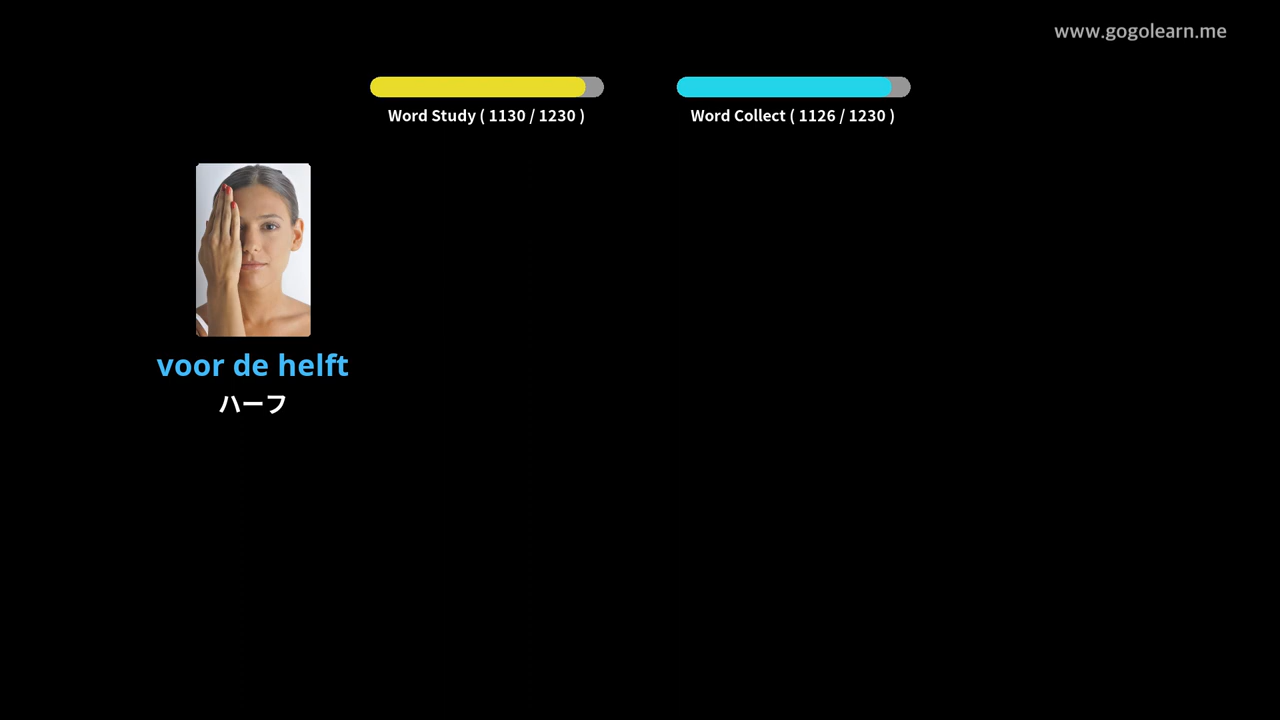 www.gogolearn.me
Word Study ( 1130 / 1230 )
Word Collect ( 1126 / 1230 )
voor de helft
ハーフ